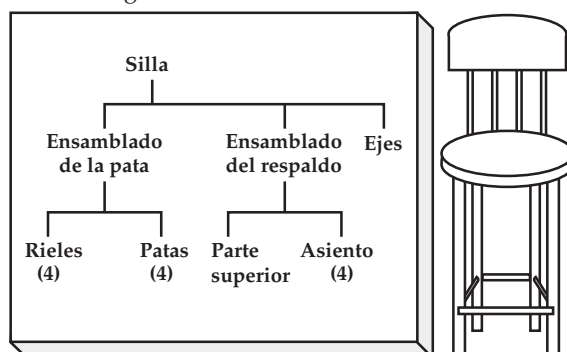 Silla
Ensamblado
de la pata
Ensamblado
del respaldo
Ejes
Rieles
(4)
Patas
(4)
Parte
superior
Asiento
(4)